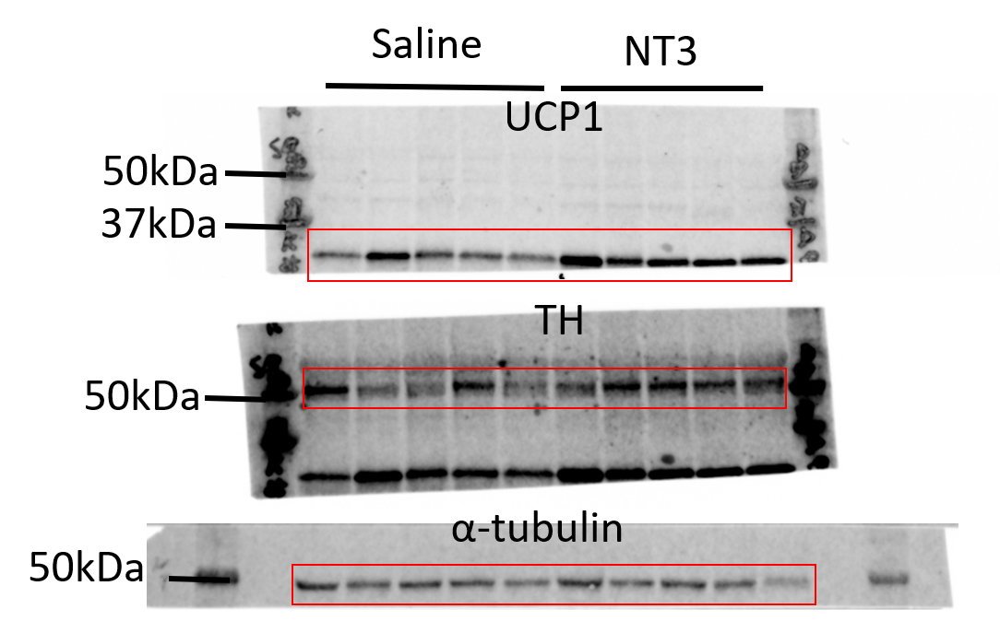 Saline
NT3
UCP1
50kDa
37kDa
TH
50kDa
α-tubulin
50kDa